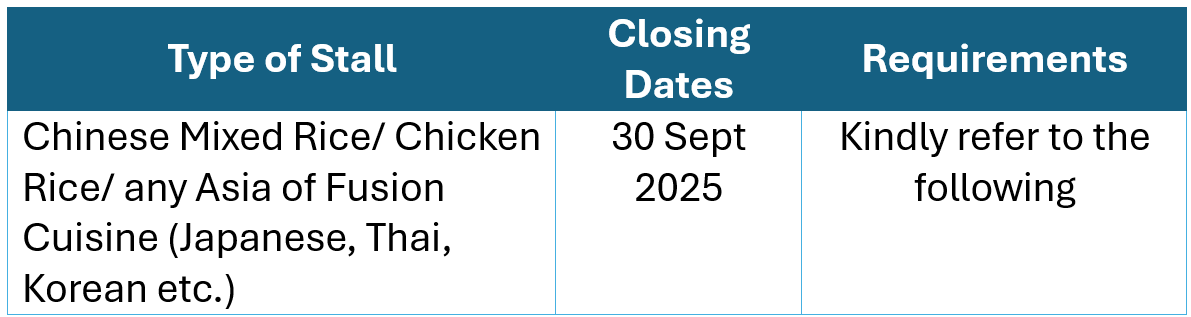 Type of Stall
Closing
Dates
Requirements
Chinese Mixed Rice/ Chicken
Rice/ any Asia of Fusion
Cuisine (Japanese, Thai,
Korean etc.)
30 Sept
2025
Kindly refer to the
following